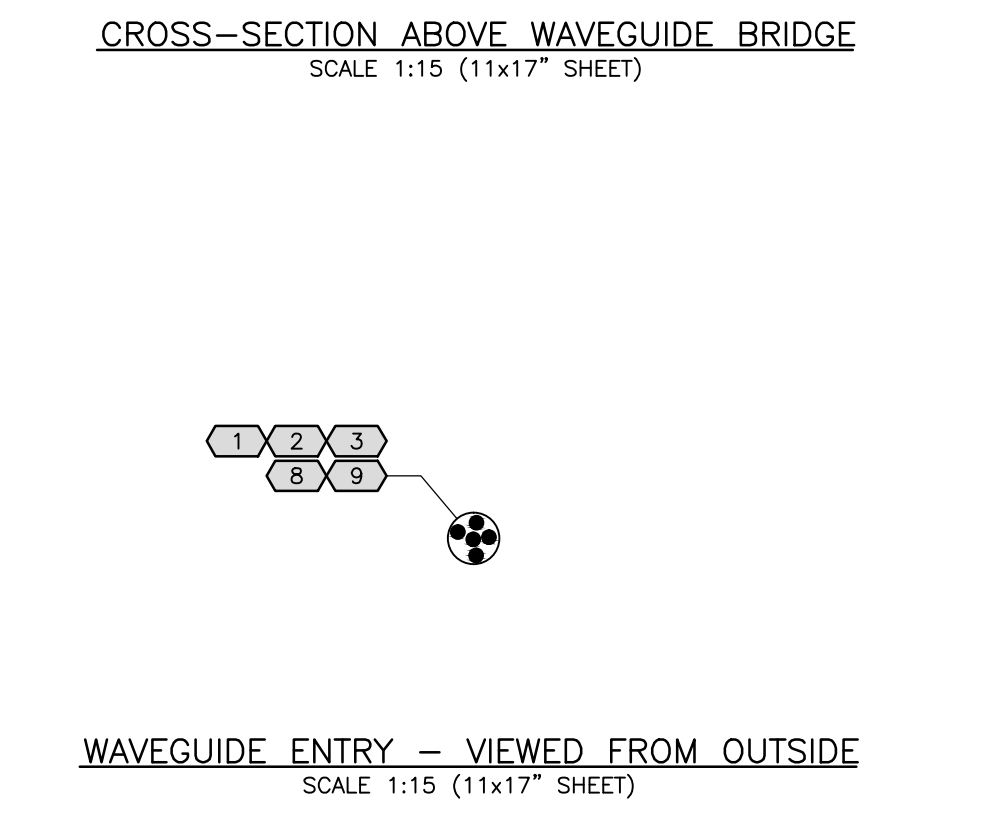 CROSS-SECTION ABOVE WAVEGUIDE BRIDGE
SCALE 1:15 (11x17" SHEET)
1 2 3
8 9
WAVEGUIDE ENTRY - VIEWED FROM OUTSIDE
SCALE 1:15 (11x17" SHEET)